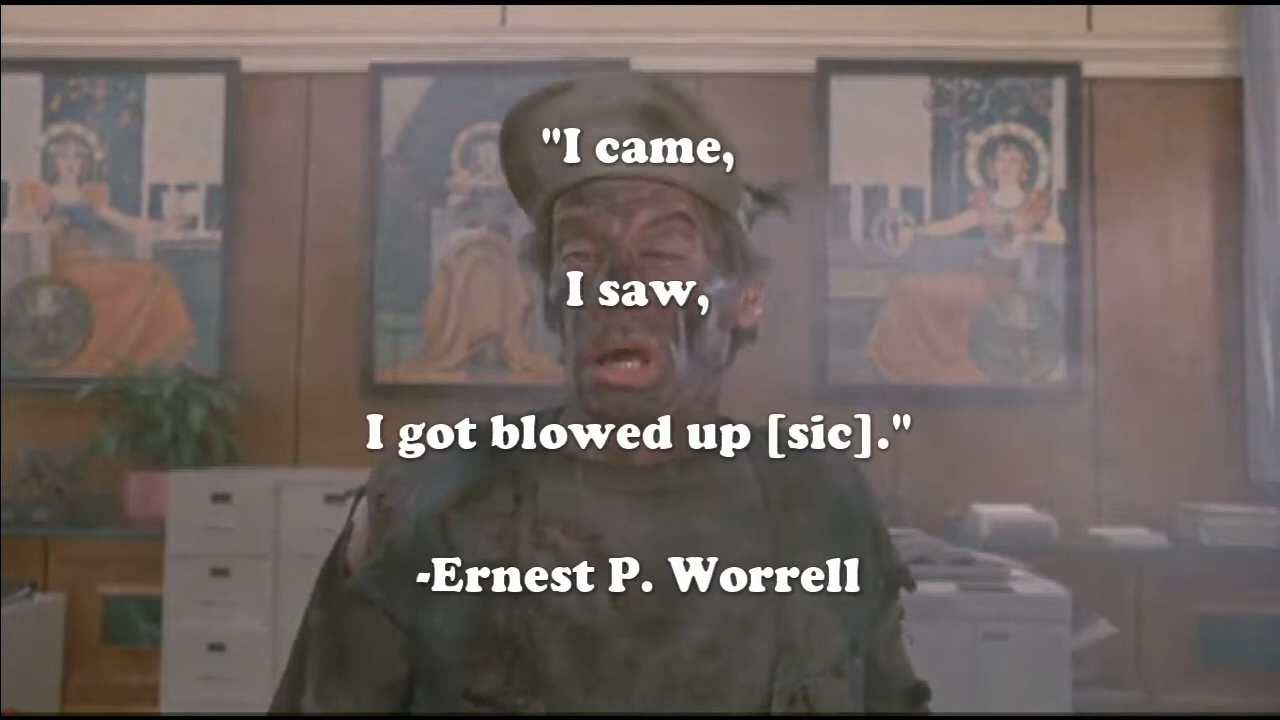 "I came,
I saw,
I got blowed up [sic]."
-Ernest P. Worrell